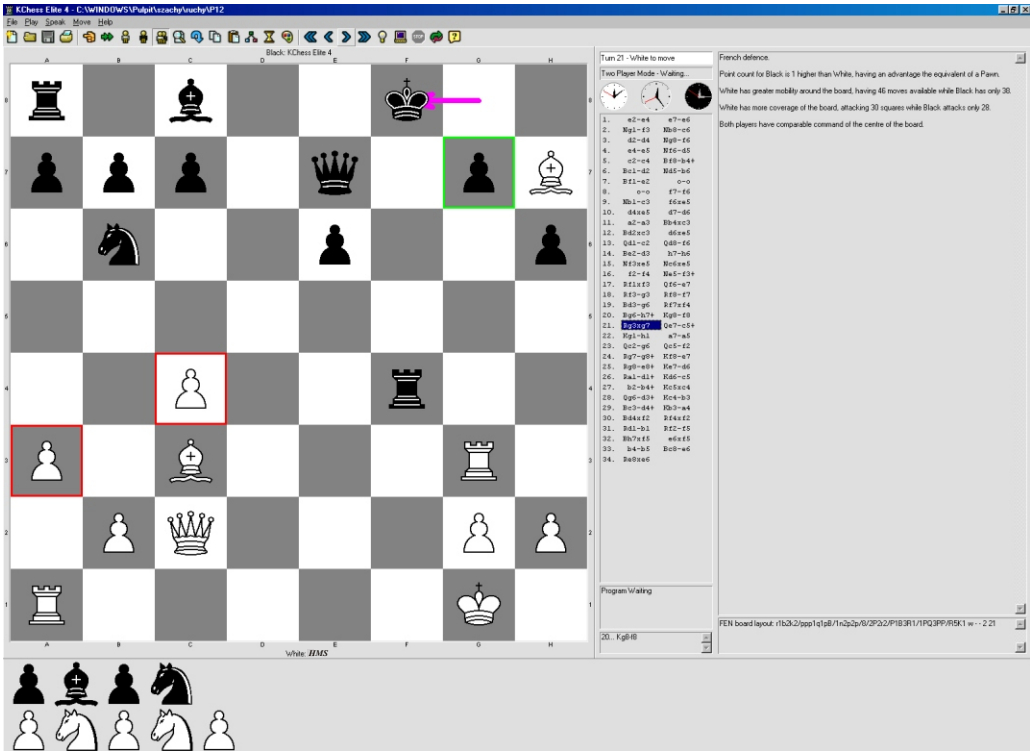 KChess Elite 4 - C:\WINDOWS\Pulpit\szachy\ruchy\P12
File Play Speak Move Help
Black: KChess Elite 4
A B C D E F G H
8 8
7 7
6 6
5 5
4 4
3 3
2 2
1 1
A B C D E F G H
White: HMS
Turn 21 - White to move
Two Player Mode - Waiting...
1. e2-e4 e7-e6
2. Ng1-f3 Nb8-c6
3. d2-d4 Ng8-f6
4. e4-e5 Nf6-d5
5. c2-c4 Bf8-b4+
6. Bc1-d2 Nd5-b6
7. Bf1-e2 o-o
8. o-o f7-f6
9. Nb1-c3 f6xe5
10. d4xe5 d7-d6
11. a2-a3 Bb4xc3
12. Bd2xc3 d6xe5
13. Qd1-c2 Qd8-f6
14. Be2-d3 h7-h6
15. Nf3xe5 Nc6xe5
16. f2-f4 Ne5-f3+
17. Rf1xf3 Qf6-e7
18. Rf3-g3 Rf8-f7
19. Bd3-g6 Rf7xf4
20. Bg6-h7+ Kg8-f8
21. Rg3xg7 Qe7-c5+
22. Kg1-h1 a7-a5
23. Qc2-g6 Qc5-f2
24. Rg7-g8+ Kf8-e7
25. Rg8-e8+ Ke7-d6
26. Ra1-d1+ Kd6-c5
27. b2-b4+ Kc5xc4
28. Qg6-d3+ Kc4-b3
29. Bc3-d4+ Kb3-a4
30. Bd4xf2 Rf4xf2
31. Rd1-b1 Rf2-f5
32. Bh7xf5 e6xf5
33. b4-b5 Bc8-e6
34. Re8xe6
Program Waiting
20... Kg8-f8
French defence.
Point count for Black is 1 higher than White, having an advantage the equivalent of a Pawn.
White has greater mobility around the board, having 46 moves available while Black has only 38.
White has more coverage of the board, attacking 30 squares while Black attacks only 28.
Both players have comparable command of the centre of the board.
FEN board layout: r1b2k2/ppp1q1pB/1n2p2p/8/2P2r2/P1B3R1/1PQ3PP/R5K1 w - - 2 21